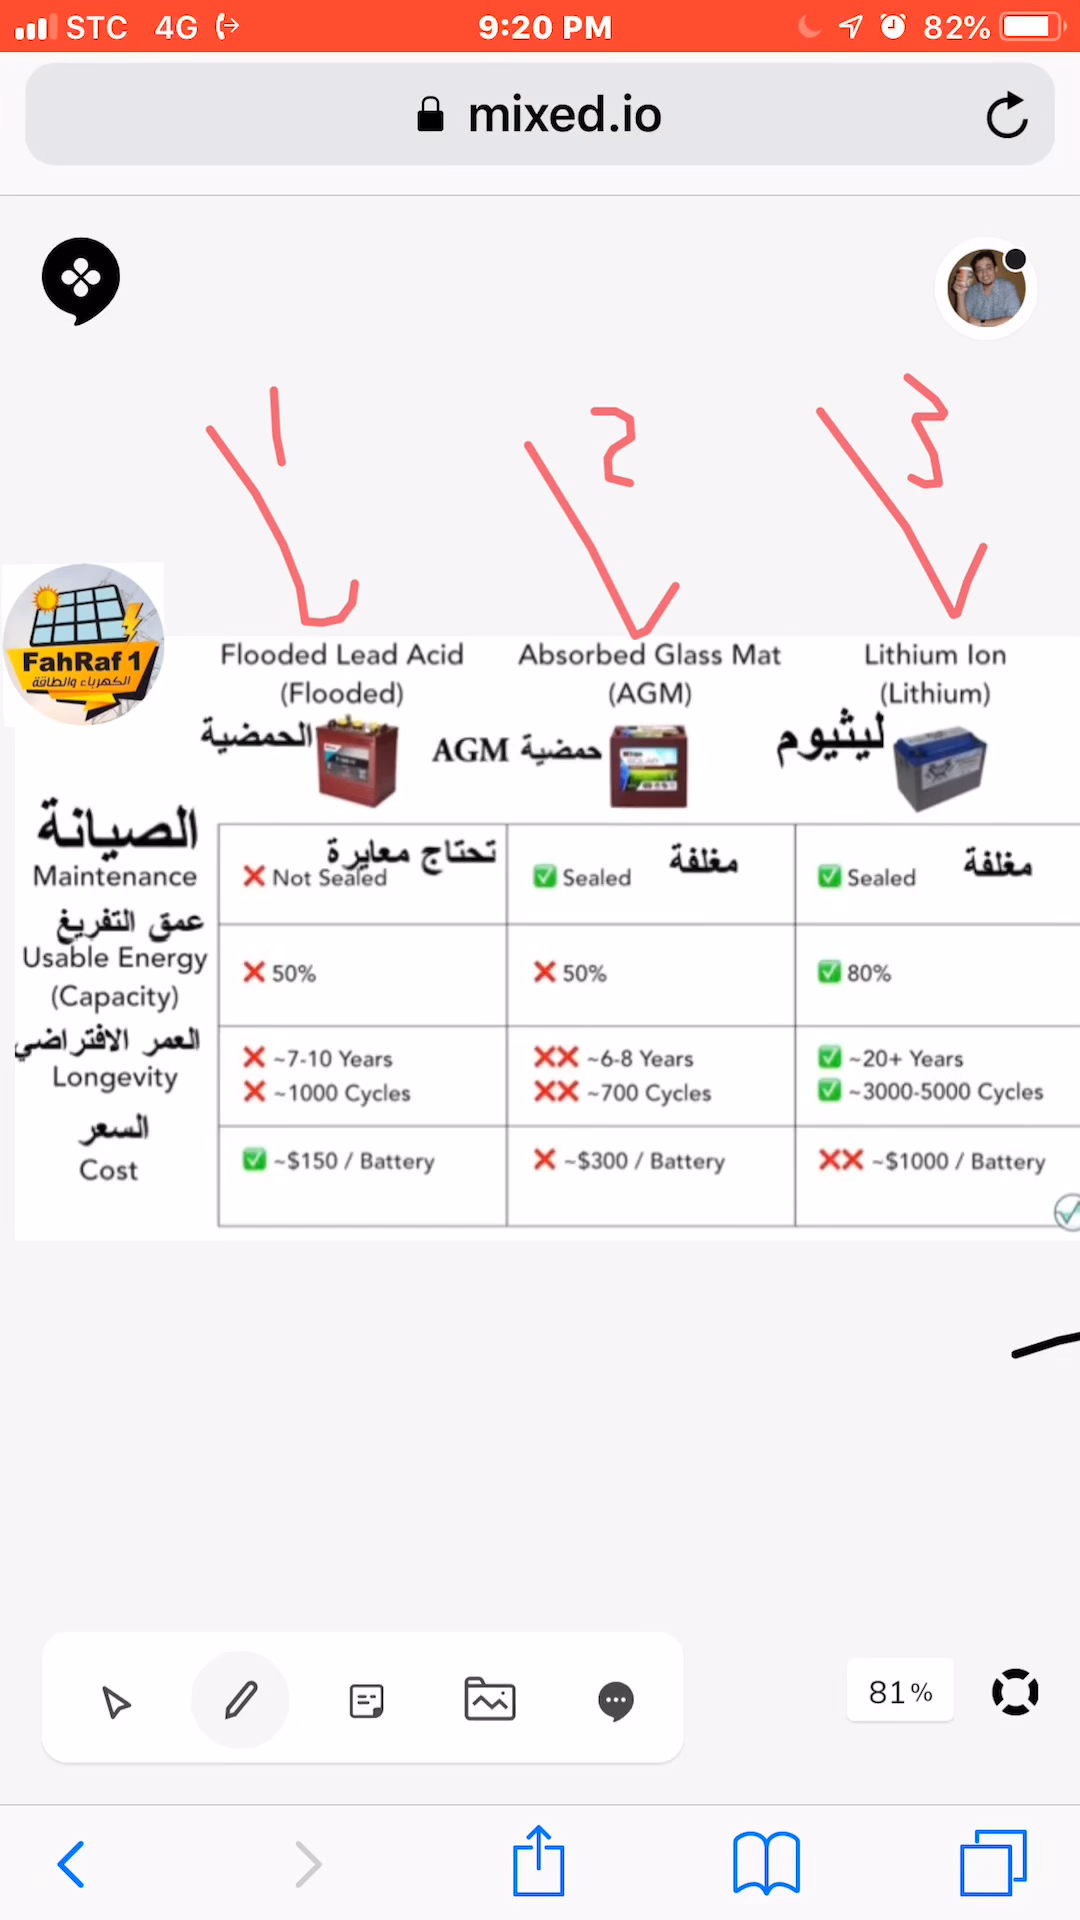 STC 4G 9:20 PM 82%
mixed.io
1 2 3
FahRaf 1
الكهرباء والطاقة
Flooded Lead Acid Absorbed Glass Mat Lithium Ion
(Flooded) (AGM) (Lithium)
الحمضية حمضية AGM ليثيوم
الصيانة تحتاج معايرة مغلفة مغلفة
Maintenance ❌ Not Sealed ✅ Sealed ✅ Sealed
عمق التفريغ
Usable Energy ❌ 50% ❌ 50% ✅ 80%
(Capacity)
العمر الافتراضي ❌ ~7-10 Years ❌❌ ~6-8 Years ✅ ~20+ Years
Longevity ❌ ~1000 Cycles ❌❌ ~700 Cycles ✅ ~3000-5000 Cycles
السعر
Cost ✅ ~$150 / Battery ❌ ~$300 / Battery ❌❌ ~$1000 / Battery
81%